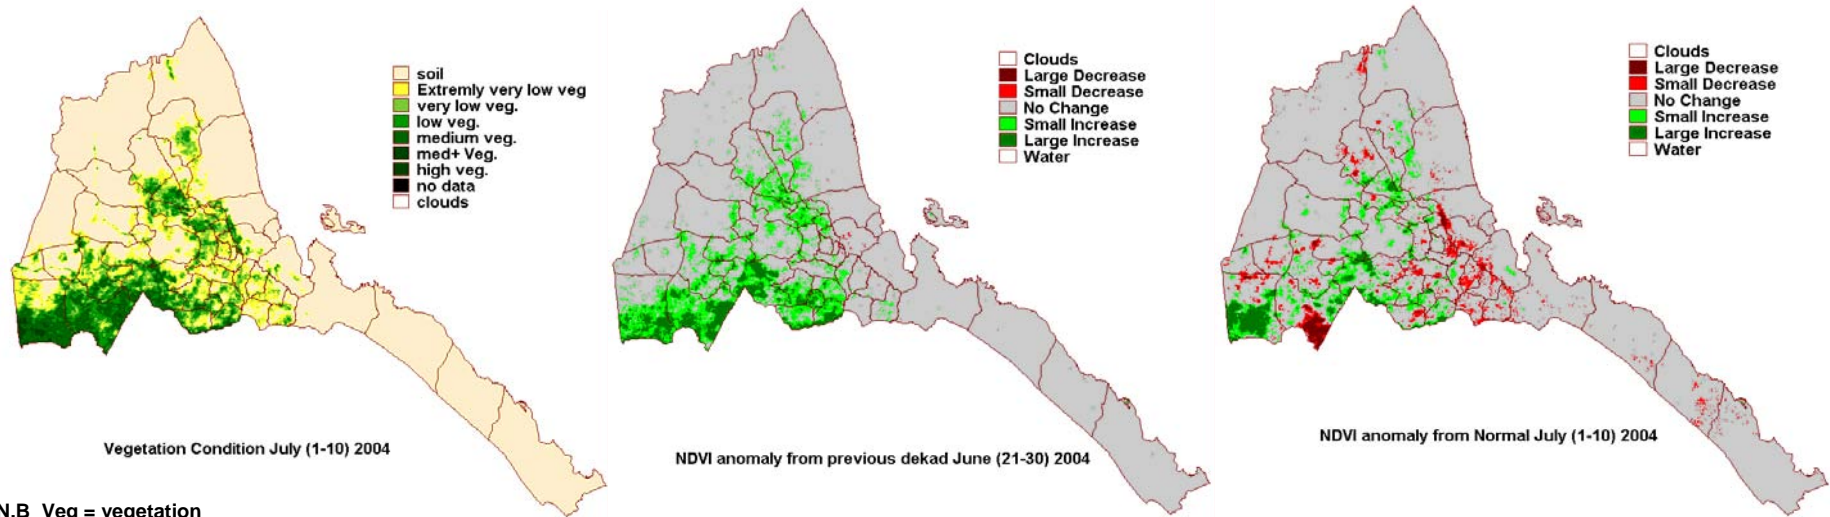 soil
Extremly very low veg
very low veg.
low veg.
medium veg.
med+ Veg.
high veg.
no data
clouds
Vegetation Condition July (1-10) 2004
N.B Veg = vegetation
Clouds
Large Decrease
Small Decrease
No Change
Small Increase
Large Increase
Water
NDVI anomaly from previous dekad June (21-30) 2004
Clouds
Large Decrease
Small Decrease
No Change
Small Increase
Large Increase
Water
NDVI anomaly from Normal July (1-10) 2004